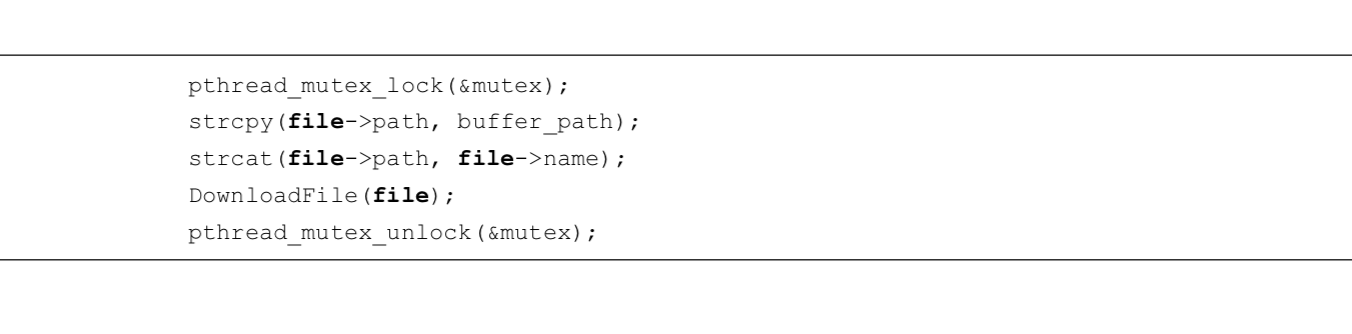 pthread_mutex_lock(&mutex);
strcpy(file->path, buffer_path);
strcat(file->path, file->name);
DownloadFile(file);
pthread_mutex_unlock(&mutex);